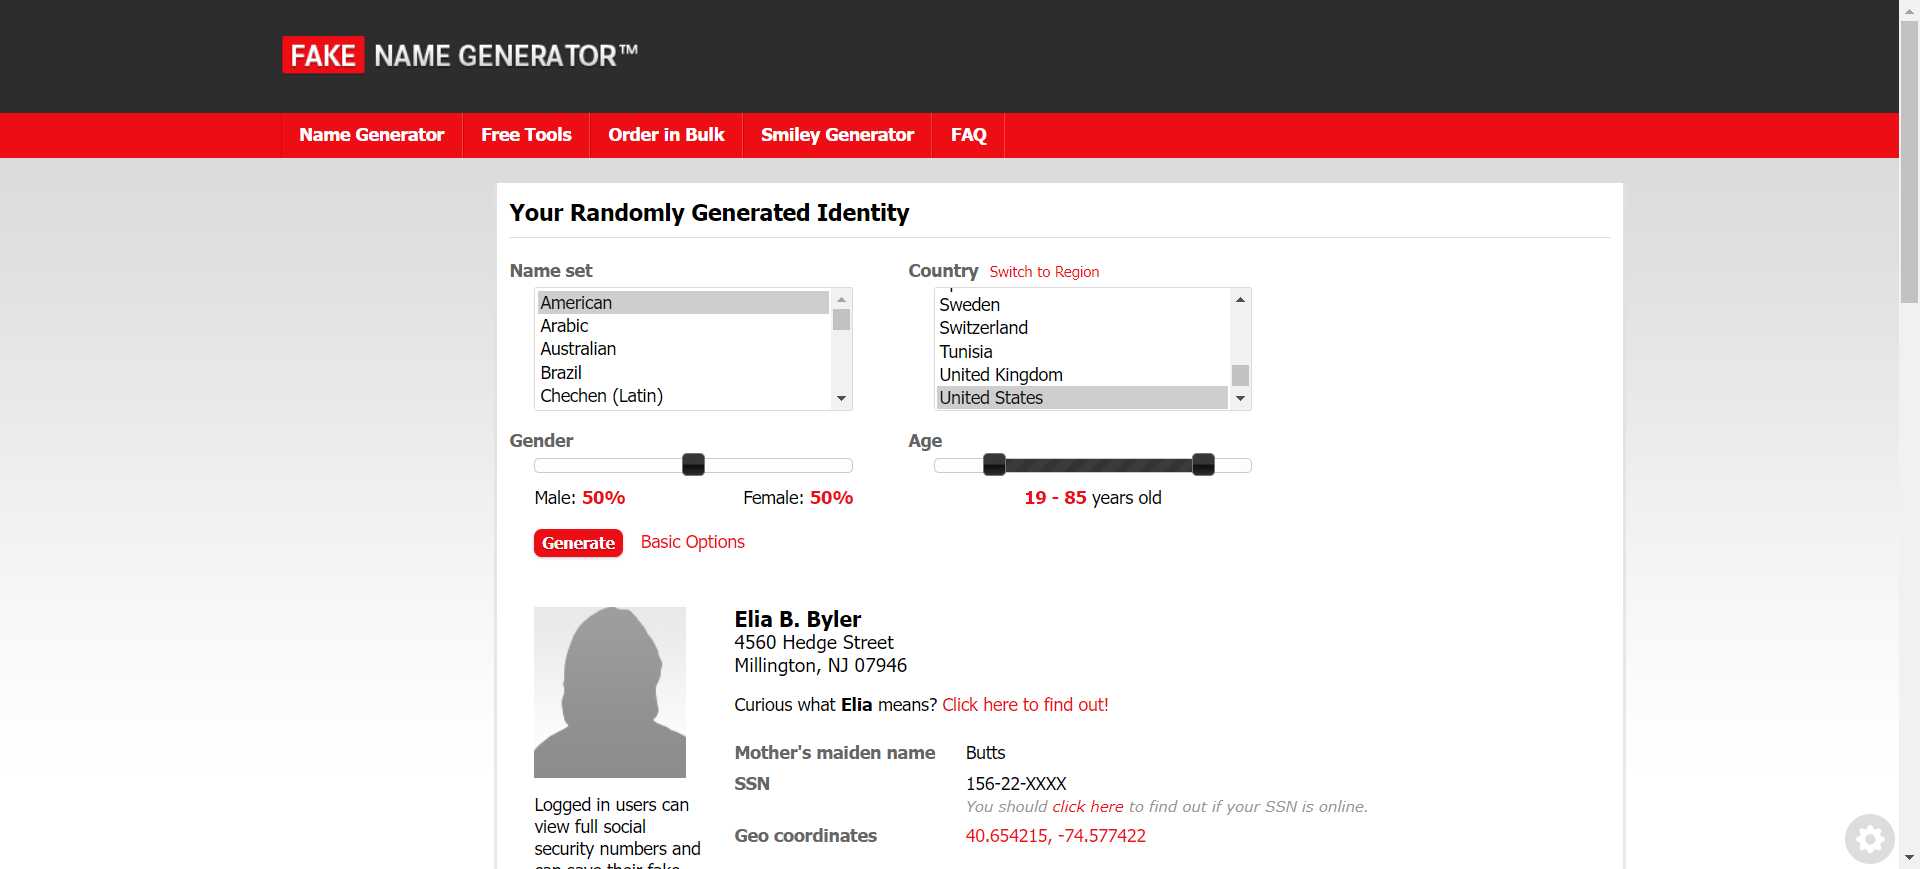 FAKE NAME GENERATOR™
Name Generator
Free Tools
Order in Bulk
Smiley Generator
FAQ
Your Randomly Generated Identity
Name set
American
Arabic
Australian
Brazil
Chechen (Latin)
Country Switch to Region
Sweden
Switzerland
Tunisia
United Kingdom
United States
Gender
Male: 50%
Female: 50%
Age
19 - 85 years old
Generate
Basic Options
Elia B. Byler
4560 Hedge Street
Millington, NJ 07946
Curious what Elia means? Click here to find out!
Mother's maiden name Butts
SSN 156-22-XXXX
You should click here to find out if your SSN is online.
Geo coordinates 40.654215, -74.577422
Logged in users can
view full social
security numbers and
can save their fake